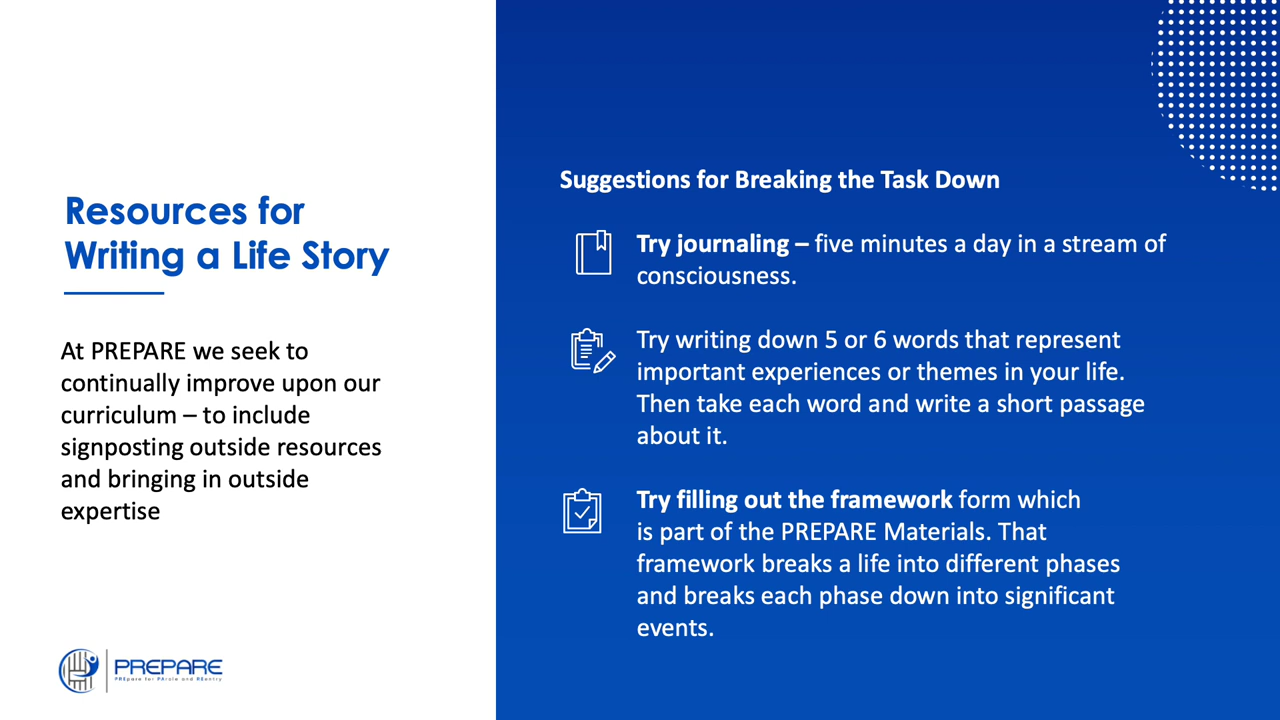 Resources for
Writing a Life Story
At PREPARE we seek to
continually improve upon our
curriculum – to include
signposting outside resources
and bringing in outside
expertise
PREPARE
PREpare for PArole and REentry
Suggestions for Breaking the Task Down
Try journaling – five minutes a day in a stream of
consciousness.
Try writing down 5 or 6 words that represent
important experiences or themes in your life.
Then take each word and write a short passage
about it.
Try filling out the framework form which
is part of the PREPARE Materials. That
framework breaks a life into different phases
and breaks each phase down into significant
events.